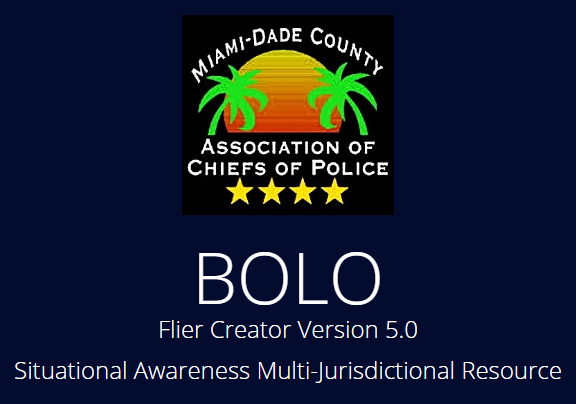 Miami-Dade County
Association of
Chiefs of Police
BOLO
Flier Creator Version 5.0
Situational Awareness Multi-Jurisdictional Resource